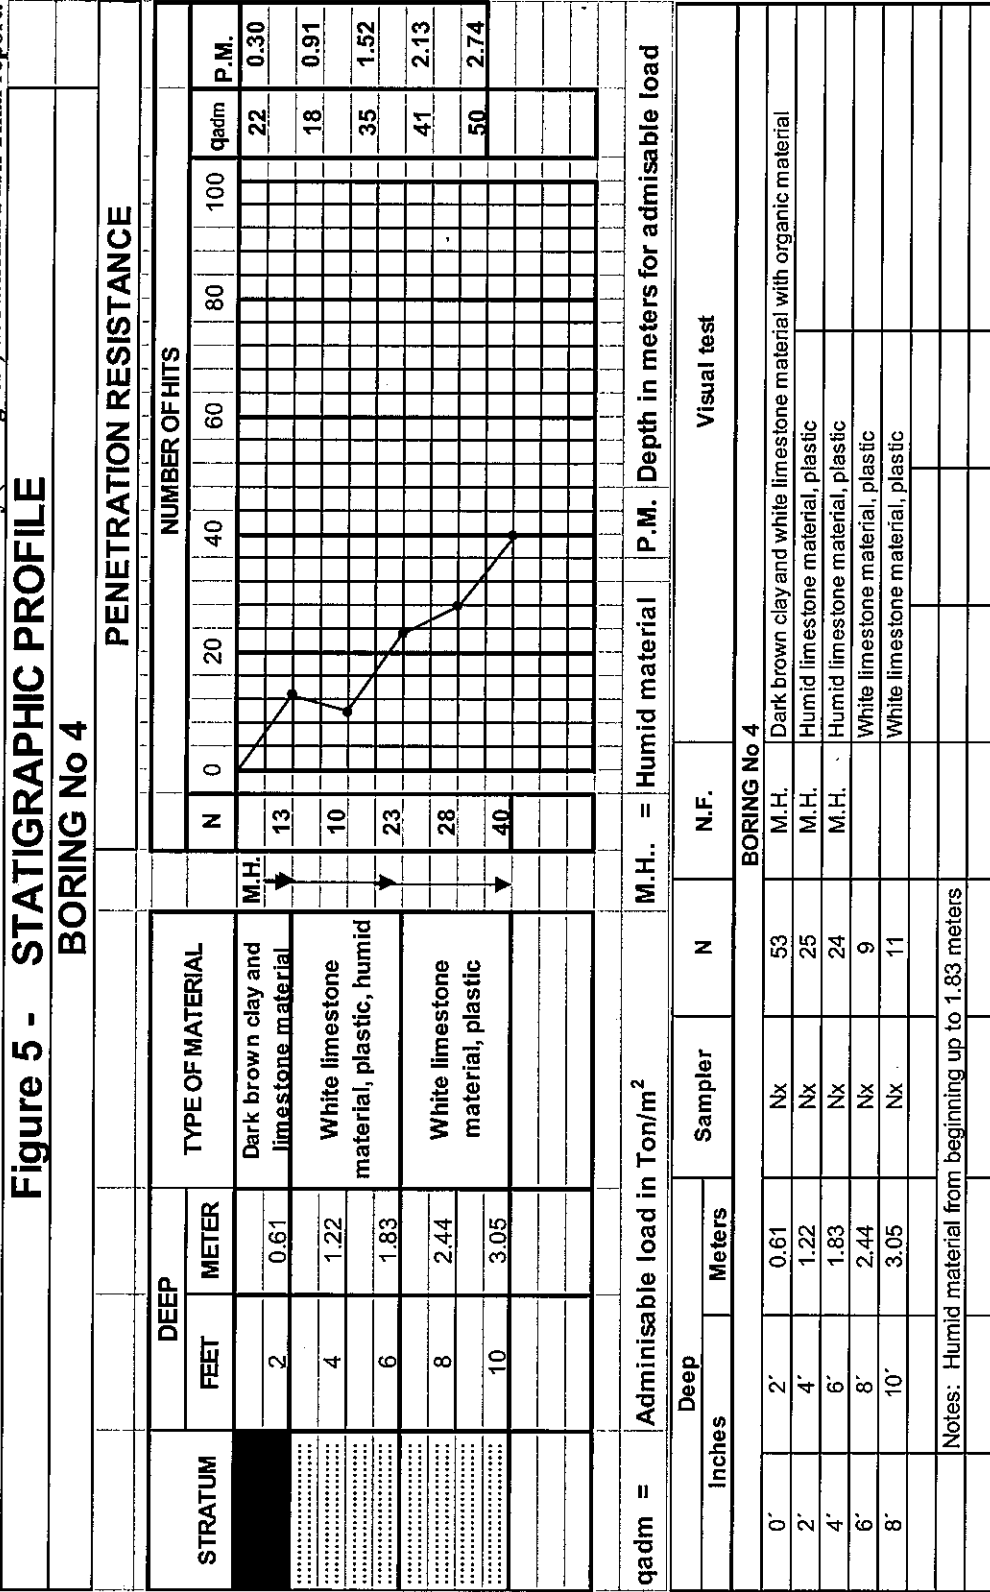 Figure 5 - STATIGRAPHIC PROFILE
BORING No 4
PENETRATION RESISTANCE
STRATUM DEEP TYPE OF MATERIAL NUMBER OF HITS
FEET METER N 0 20 40 60 80 100 qadm P.M.
M.H.
2 0.61 Dark brown clay and limestone material 13 22 0.30
4 1.22 White limestone 10 18 0.91
6 1.83 material, plastic, humid 23 35 1.52
8 2.44 White limestone 28 41 2.13
10 3.05 material, plastic 40 50 2.74
qadm = Adminisable load in Ton/m² M.H.. = Humid material P.M. Depth in meters for admisable load
Deep Sampler N N.F. Visual test
Inches Meters
BORING No 4
0´ 2´ 0.61 Nx 53 M.H. Dark brown clay and white limestone material with organic material
2´ 4´ 1.22 Nx 25 M.H. Humid limestone material, plastic
4´ 6´ 1.83 Nx 24 M.H. Humid limestone material, plastic
6´ 8´ 2.44 Nx 9 White limestone material, plastic
8´ 10´ 3.05 Nx 11 White limestone material, plastic
Notes: Humid material from beginning up to 1.83 meters